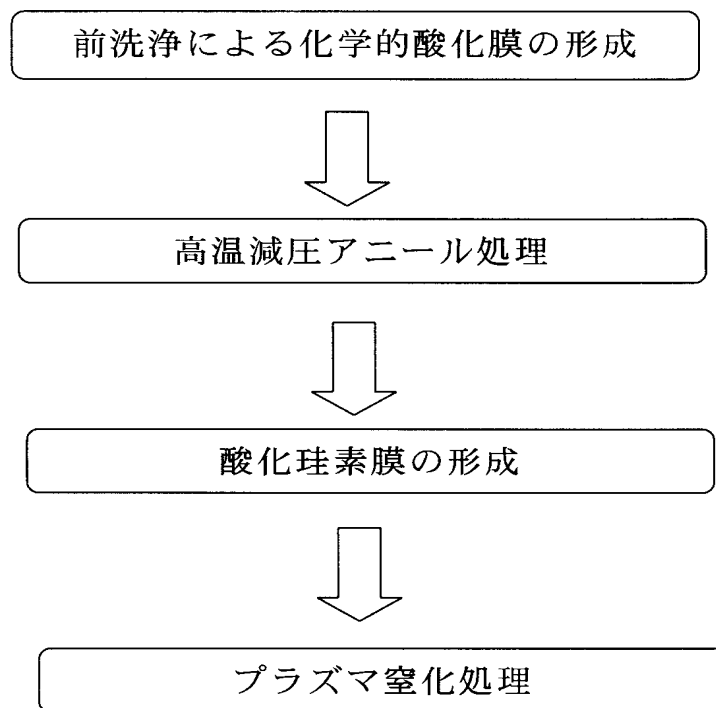 前洗浄による化学的酸化膜の形成
高温減圧アニール処理
酸化珪素膜の形成
プラズマ窒化処理